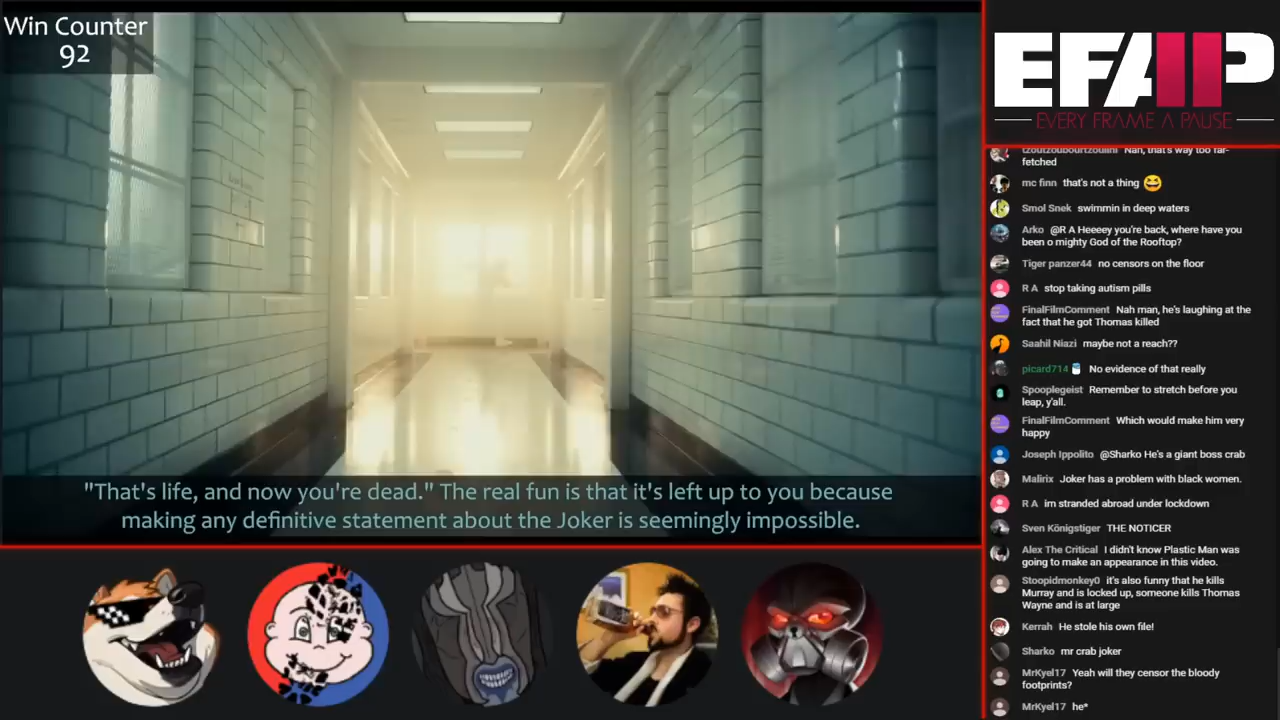 Win Counter
92
EFAP
EVERY FRAME A PAUSE
tzoutzoubourtzoulini Nah, that's way too far-
fetched
mc finn that's not a thing 😆
Smol Snek swimmin in deep waters
Arko @R A Heeeey you're back, where have you
been o mighty God of the Rooftop?
Tiger panzer44 no censors on the floor
R A stop taking autism pills
FinalFilmComment Nah man, he's laughing at the
fact that he got Thomas killed
Saahil Niazi maybe not a reach??
picard714 No evidence of that really
Spooplegeist Remember to stretch before you
leap, y'all.
FinalFilmComment Which would make him very
happy
Joseph Ippolito @Sharko He's a giant boss crab
Malirix Joker has a problem with black women.
R A im stranded abroad under lockdown
Sven Königstiger THE NOTICER
Alex The Critical I didn't know Plastic Man was
going to make an appearance in this video.
Stoopidmonkey0 it's also funny that he kills
Murray and is locked up, someone kills Thomas
Wayne and is at large
Kerrah He stole his own file!
Sharko mr crab joker
MrKyel17 Yeah will they censor the bloody
footprints?
MrKyel17 he*
"That's life, and now you're dead." The real fun is that it's left up to you because
making any definitive statement about the Joker is seemingly impossible.